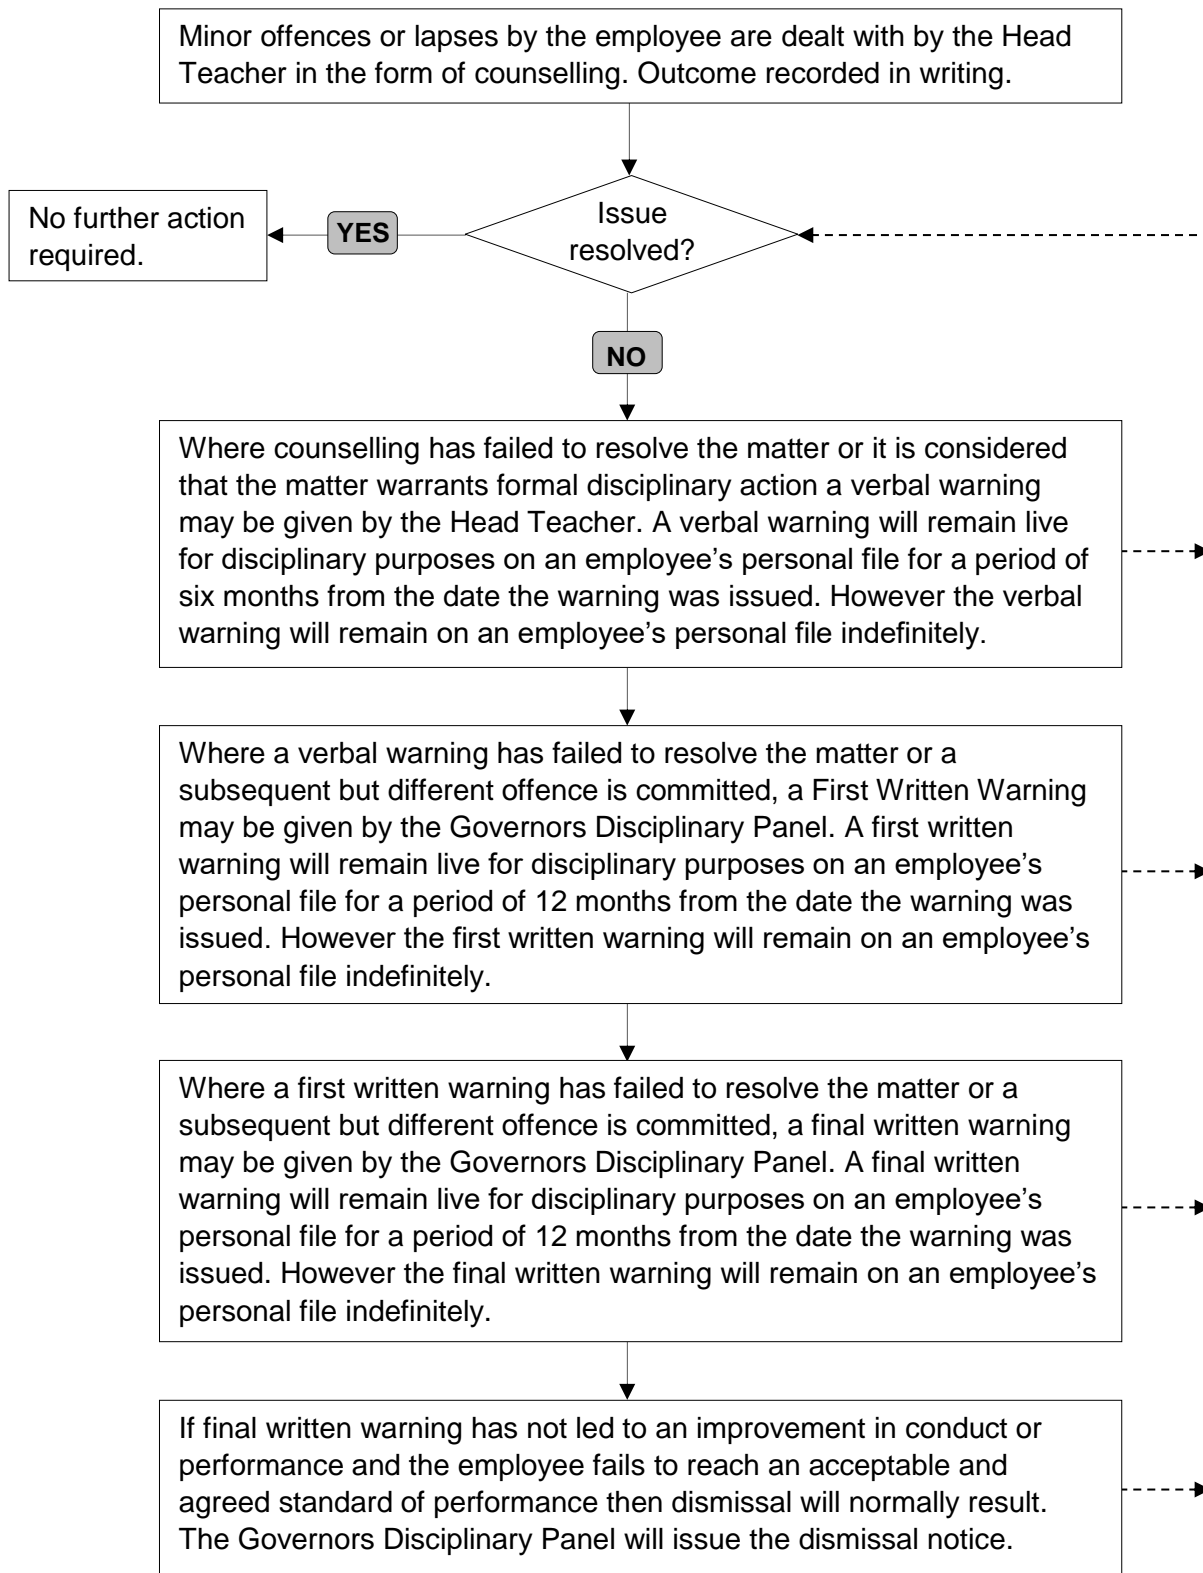 Minor offences or lapses by the employee are dealt with by the Head
Teacher in the form of counselling. Outcome recorded in writing.
Issue
resolved?
YES
No further action
required.
NO
Where counselling has failed to resolve the matter or it is considered
that the matter warrants formal disciplinary action a verbal warning
may be given by the Head Teacher. A verbal warning will remain live
for disciplinary purposes on an employee’s personal file for a period of
six months from the date the warning was issued. However the verbal
warning will remain on an employee’s personal file indefinitely.
Where a verbal warning has failed to resolve the matter or a
subsequent but different offence is committed, a First Written Warning
may be given by the Governors Disciplinary Panel. A first written
warning will remain live for disciplinary purposes on an employee’s
personal file for a period of 12 months from the date the warning was
issued. However the first written warning will remain on an employee’s
personal file indefinitely.
Where a first written warning has failed to resolve the matter or a
subsequent but different offence is committed, a final written warning
may be given by the Governors Disciplinary Panel. A final written
warning will remain live for disciplinary purposes on an employee’s
personal file for a period of 12 months from the date the warning was
issued. However the final written warning will remain on an employee’s
personal file indefinitely.
If final written warning has not led to an improvement in conduct or
performance and the employee fails to reach an acceptable and
agreed standard of performance then dismissal will normally result.
The Governors Disciplinary Panel will issue the dismissal notice.